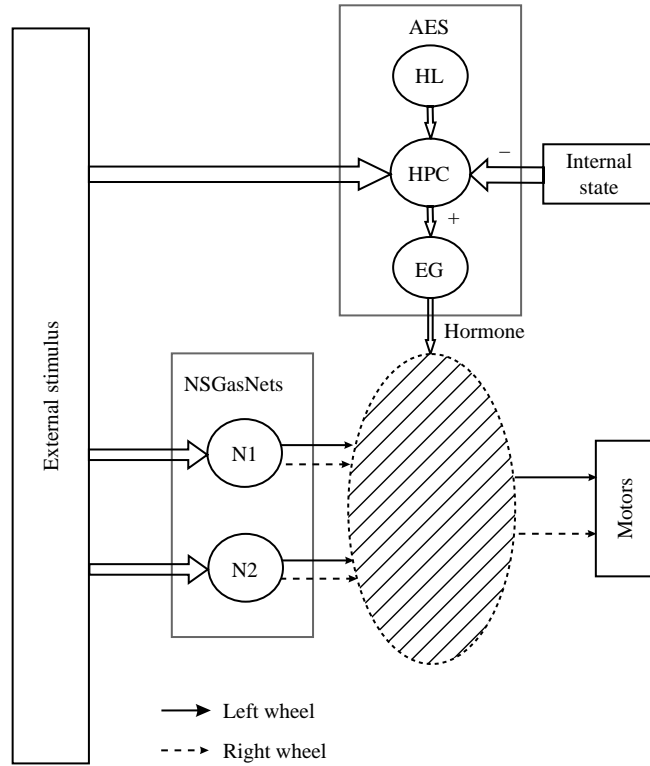 AES
HL
HPC
−
Internal
state
+
EG
Hormone
External stimulus
NSGasNets
N1
N2
Motors
Left wheel
Right wheel